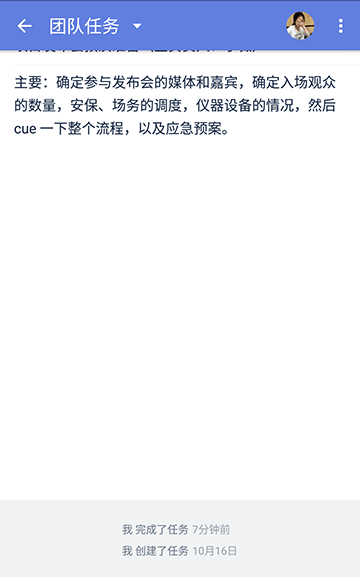 团队任务
主要：确定参与发布会的媒体和嘉宾，确定入场观众
的数量，安保、场务的调度，仪器设备的情况，然后
cue 一下整个流程，以及应急预案。
我 完成了任务 7分钟前
我 创建了任务 10月16日